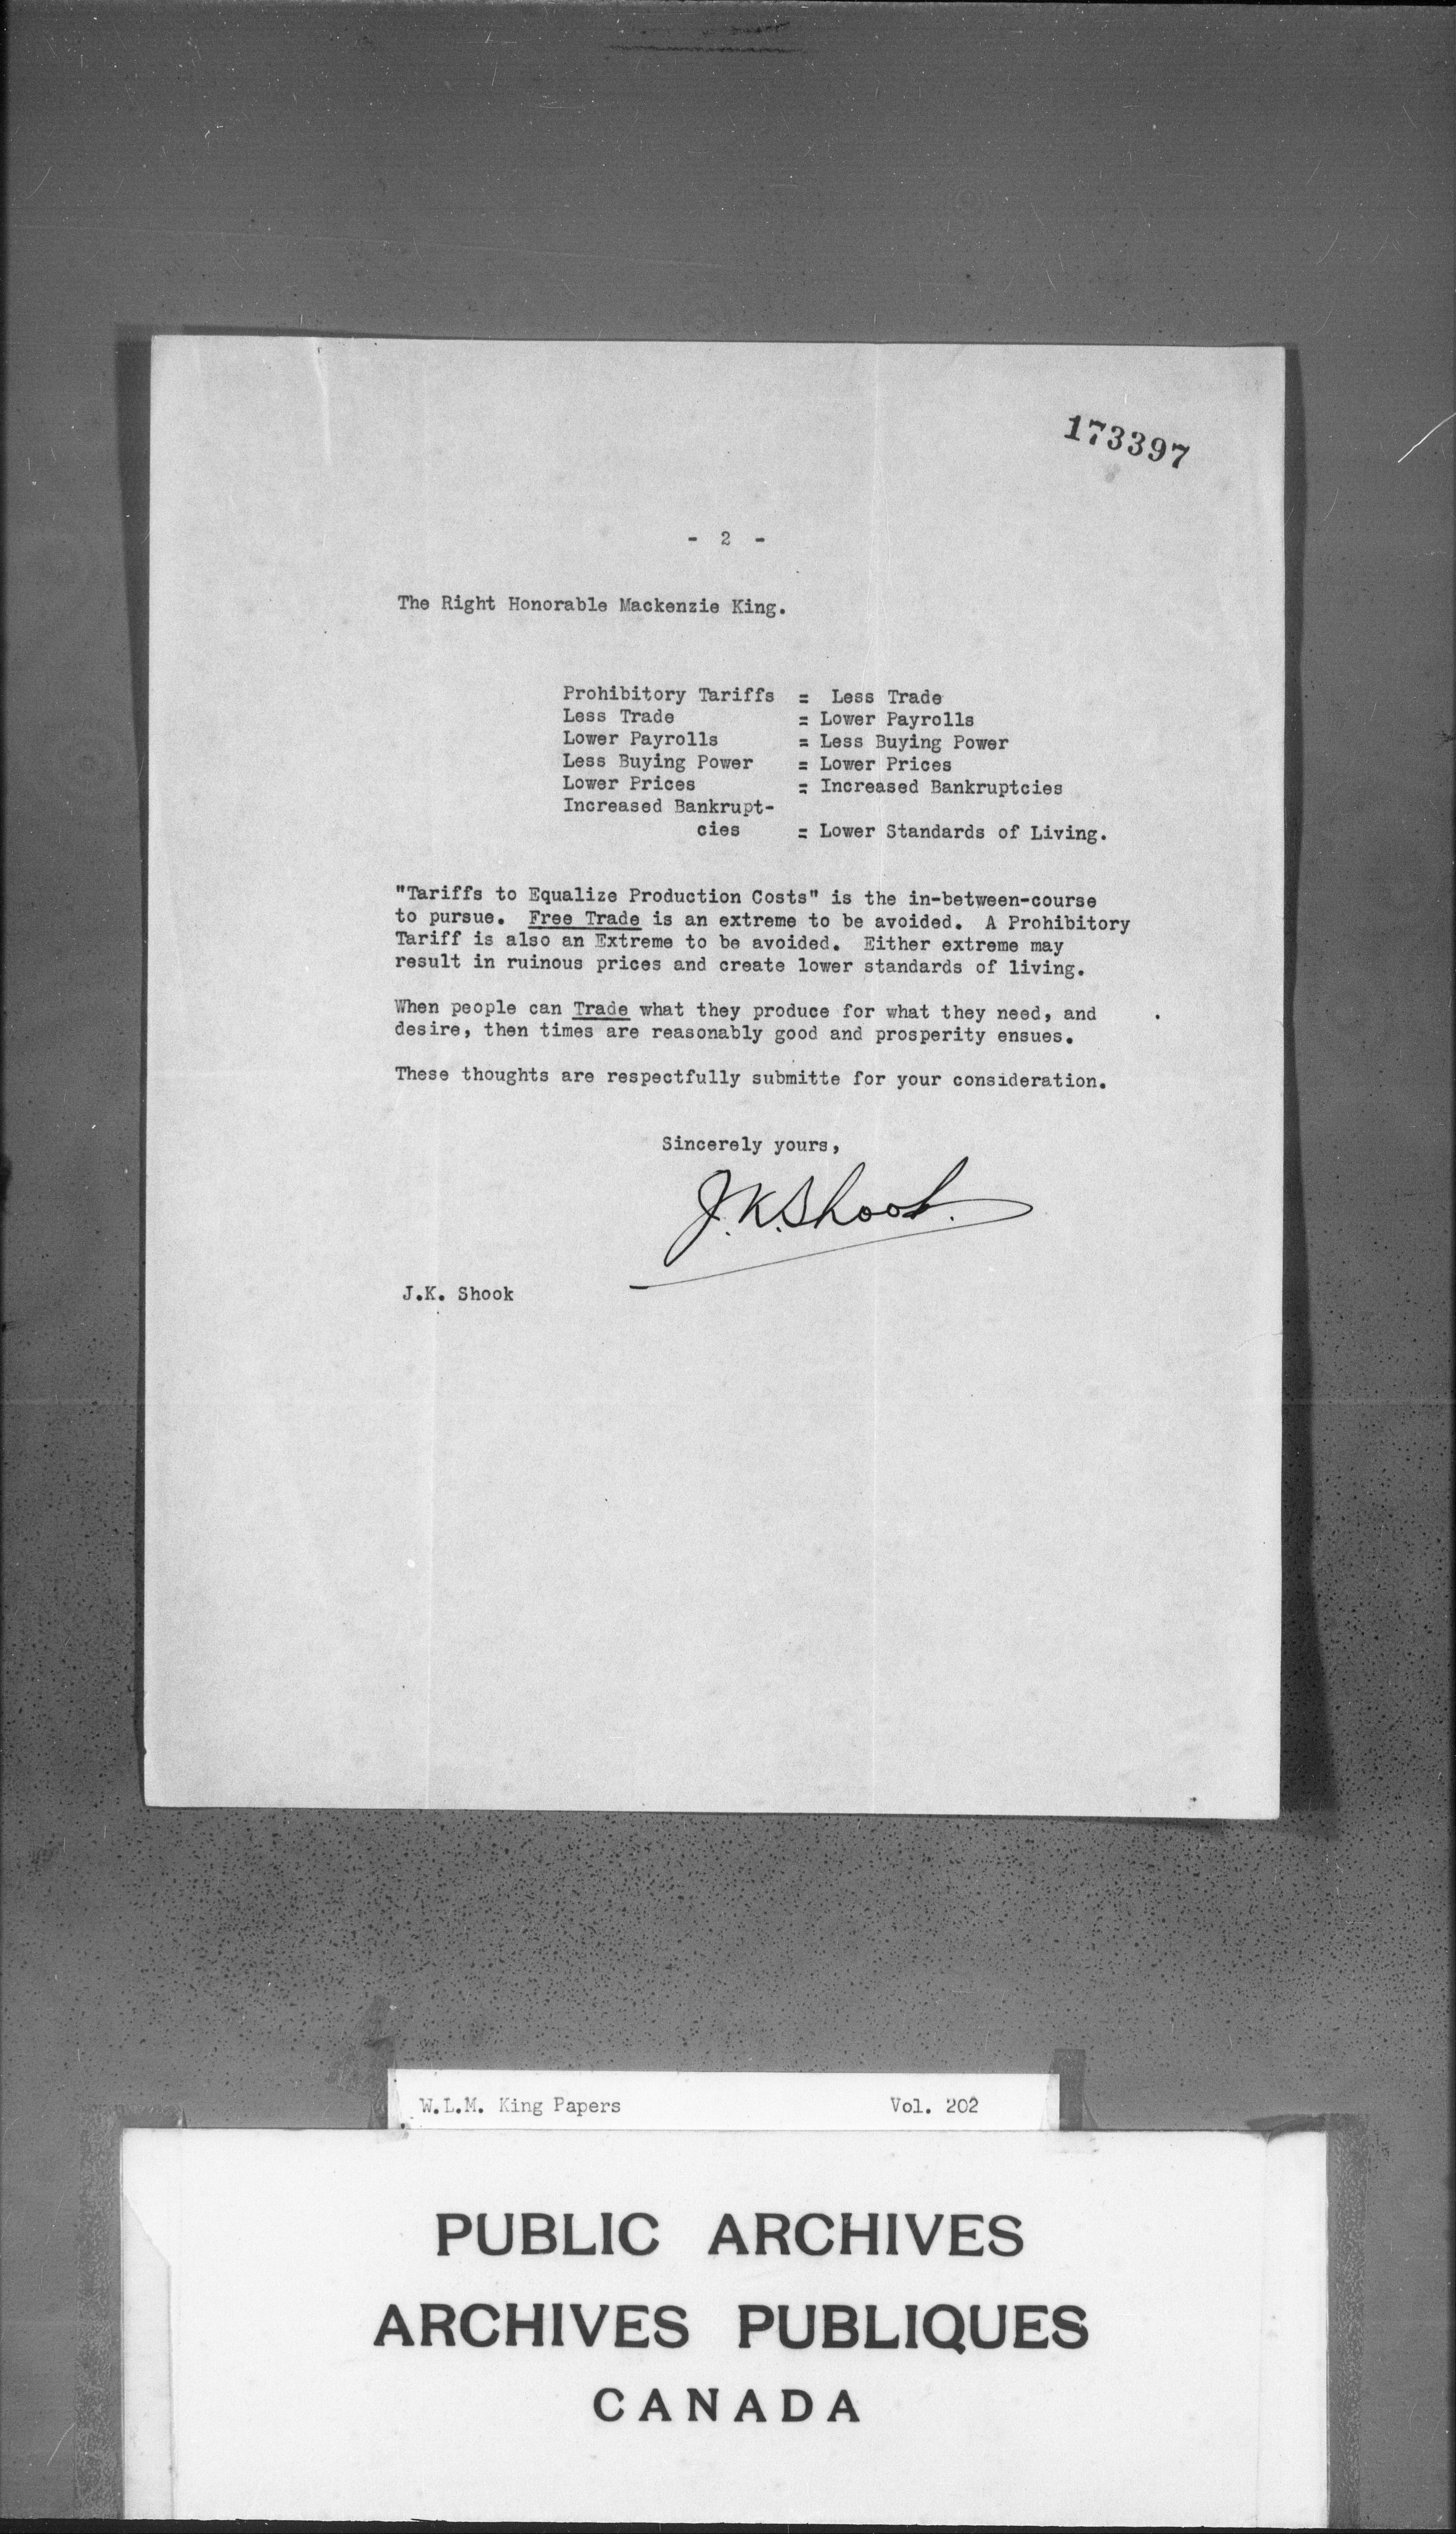 173397
- 2 -
The Right Honorable Mackenzie King.
Prohibitory Tariffs = Less Trade
Less Trade = Lower Payrolls
Lower Payrolls = Less Buying Power
Less Buying Power = Lower Prices
Lower Prices = Increased Bankruptcies
Increased Bankrupt-
cies = Lower Standards of Living.
"Tariffs to Equalize Production Costs" is the in-between-course
to pursue. Free Trade is an extreme to be avoided. A Prohibitory
Tariff is also an Extreme to be avoided. Either extreme may
result in ruinous prices and create lower standards of living.
When people can Trade what they produce for what they need, and
desire, then times are reasonably good and prosperity ensues.
These thoughts are respectfully submitte for your consideration.
Sincerely yours,
J.K.Shook.
J.K. Shook
W.L.M. King Papers Vol. 202
PUBLIC ARCHIVES
ARCHIVES PUBLIQUES
CANADA